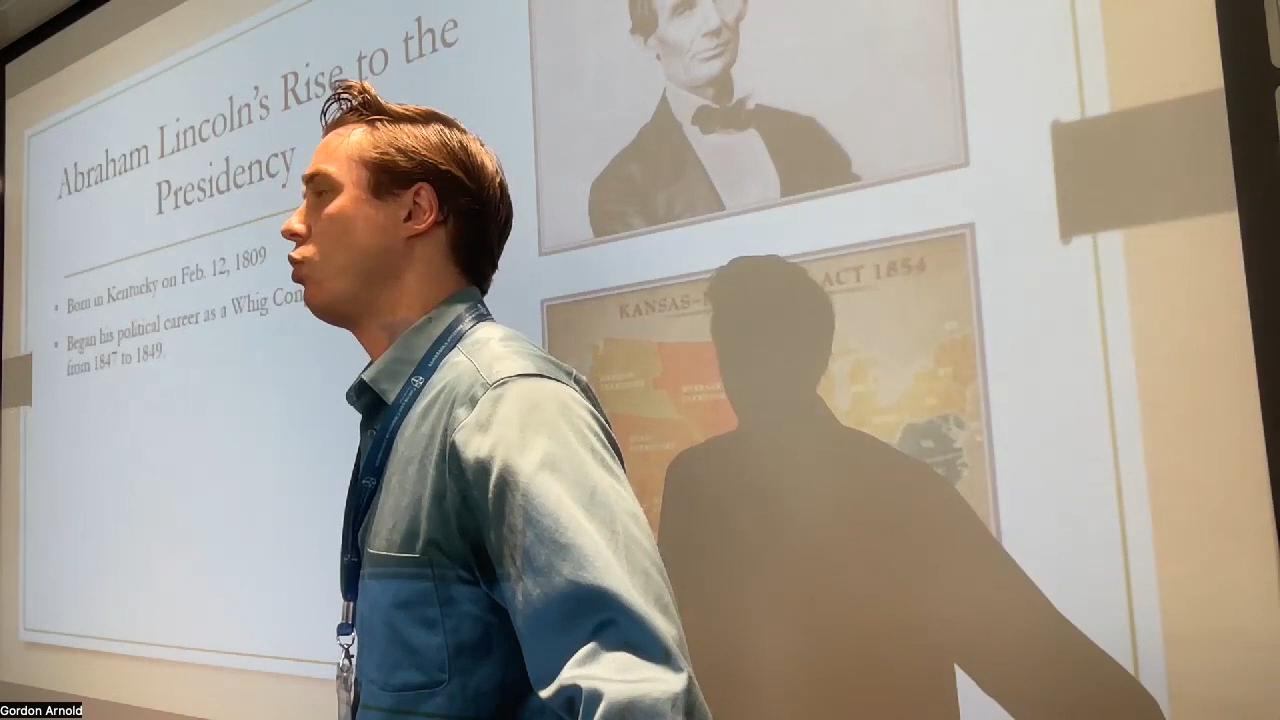 Abraham Lincoln's Rise to the
Presidency
• Born in Kentucky on Feb. 12, 1809
• Began his political career as a Whig Con
from 1847 to 1849
KANSAS- ACT 1854
Gordon Arnold